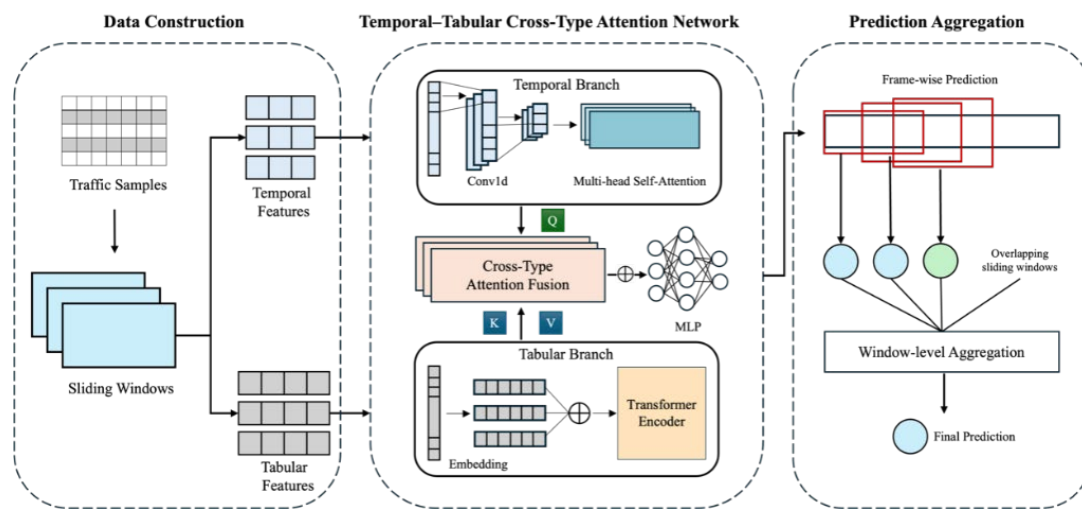 Data Construction
Traffic Samples
Sliding Windows
Temporal
Features
Tabular
Features
Temporal–Tabular Cross-Type Attention Network
Temporal Branch
Conv1d
Multi-head Self-Attention
Q
Cross-Type
Attention Fusion
MLP
K
V
Tabular Branch
Embedding
Transformer
Encoder
Prediction Aggregation
Frame-wise Prediction
Overlapping
sliding windows
Window-level Aggregation
Final Prediction